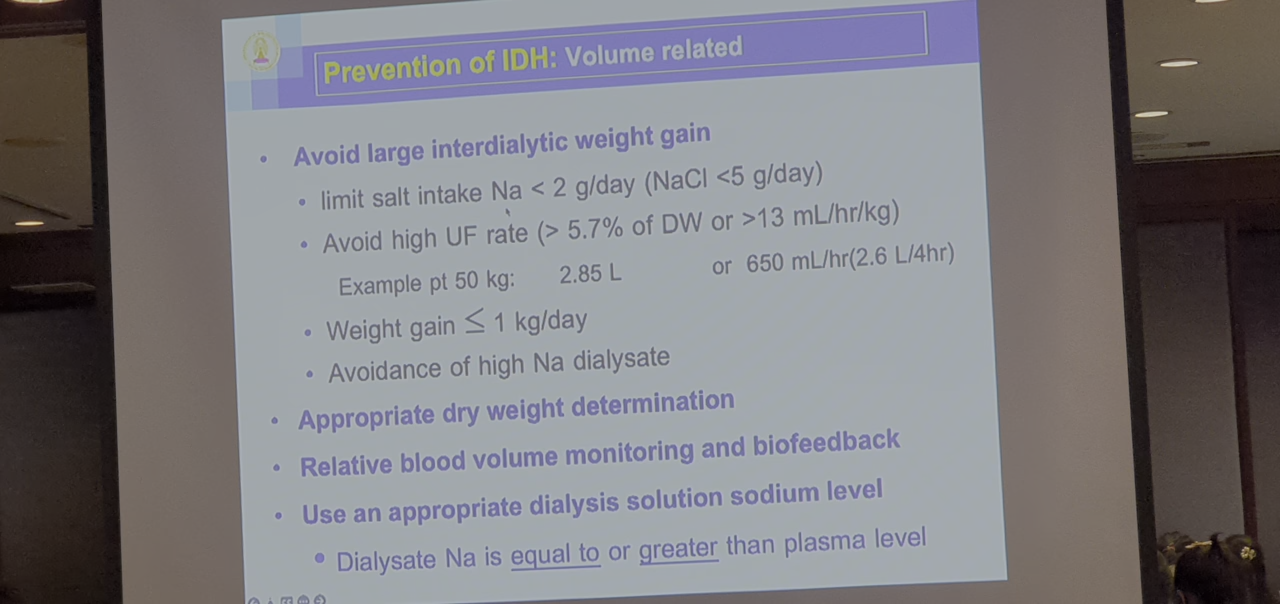 Prevention of IDH: Volume related
• Avoid large interdialytic weight gain
• limit salt intake Na < 2 g/day (NaCl <5 g/day)
• Avoid high UF rate (> 5.7% of DW or >13 mL/hr/kg)
Example pt 50 kg: 2.85 L or 650 mL/hr(2.6 L/4hr)
• Weight gain ≤ 1 kg/day
• Avoidance of high Na dialysate
• Appropriate dry weight determination
• Relative blood volume monitoring and biofeedback
• Use an appropriate dialysis solution sodium level
• Dialysate Na is equal to or greater than plasma level